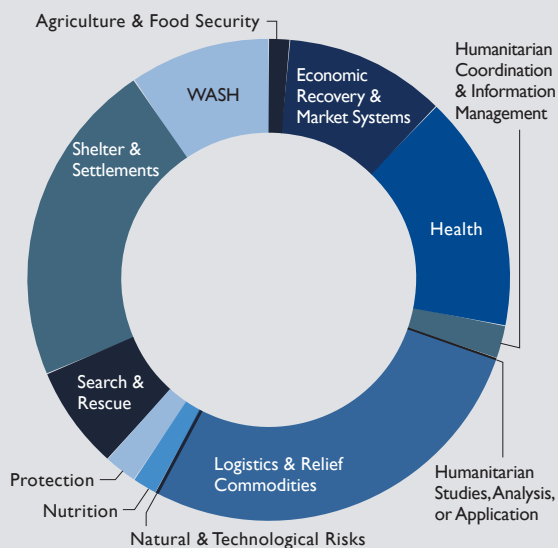 Agriculture & Food Security
Economic
Recovery &
Market Systems
Humanitarian
Coordination
& Information
Management
WASH
Shelter &
Settlements
Health
Search &
Rescue
Protection
Nutrition
Logistics & Relief
Commodities
Natural & Technological Risks
Humanitarian
Studies, Analysis,
or Application